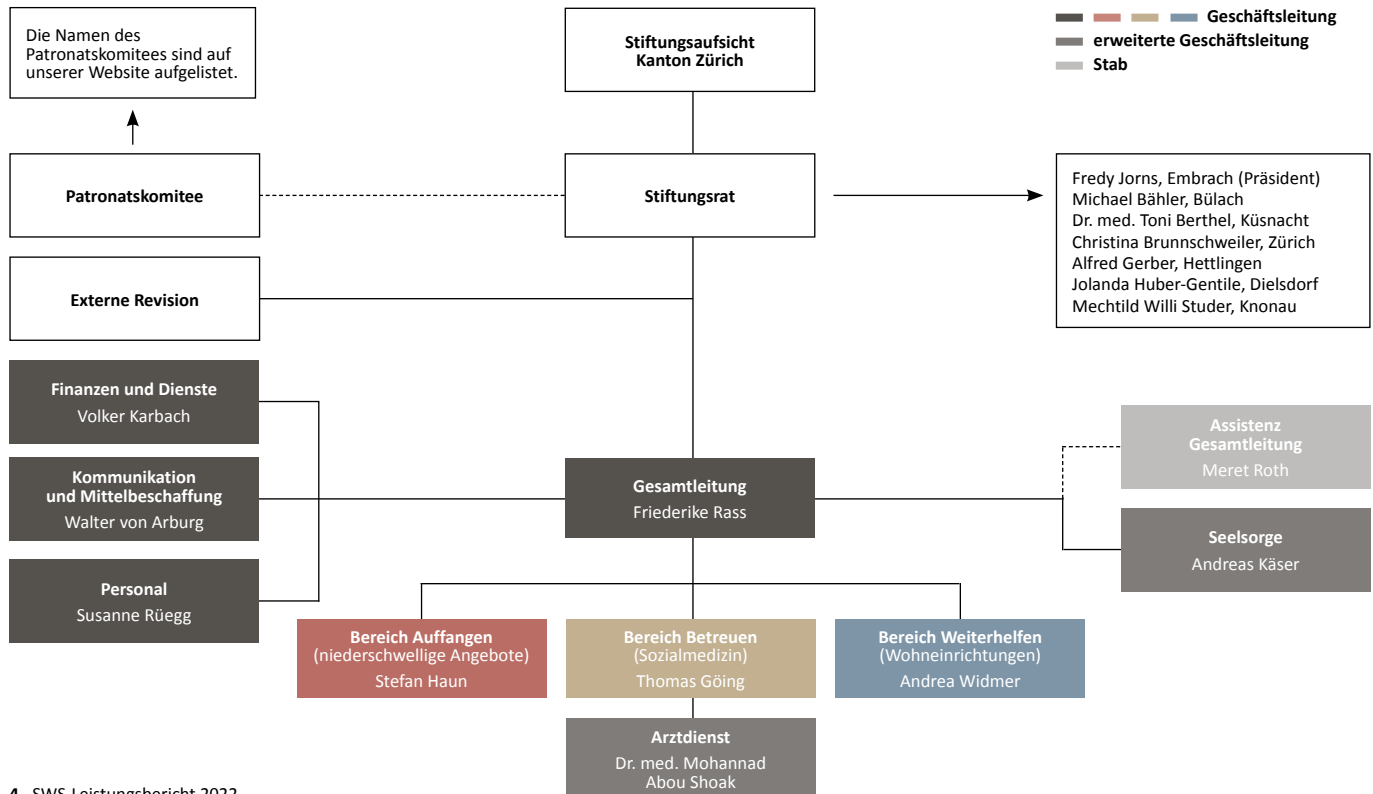 Die Namen des
Patronatskomitees sind auf
unserer Website aufgelistet.
Stiftungsaufsicht
Kanton Zürich
Geschäftsleitung
erweiterte Geschäftsleitung
Stab
Patronatskomitee
Stiftungsrat
Fredy Jorns, Embrach (Präsident)
Michael Bähler, Bülach
Dr. med. Toni Berthel, Küsnacht
Christina Brunnschweiler, Zürich
Alfred Gerber, Hettlingen
Jolanda Huber-Gentile, Dielsdorf
Mechtild Willi Studer, Knonau
Externe Revision
Finanzen und Dienste
Volker Karbach
Kommunikation
und Mittelbeschaffung
Walter von Arburg
Personal
Susanne Rüegg
Gesamtleitung
Friederike Rass
Assistenz
Gesamtleitung
Meret Roth
Seelsorge
Andreas Käser
Bereich Auffangen
(niederschwellige Angebote)
Stefan Haun
Bereich Betreuen
(Sozialmedizin)
Thomas Göing
Bereich Weiterhelfen
(Wohneinrichtungen)
Andrea Widmer
Arztdienst
Dr. med. Mohannad
Abou Shoak
4 SWS-Leistungsbericht 2022